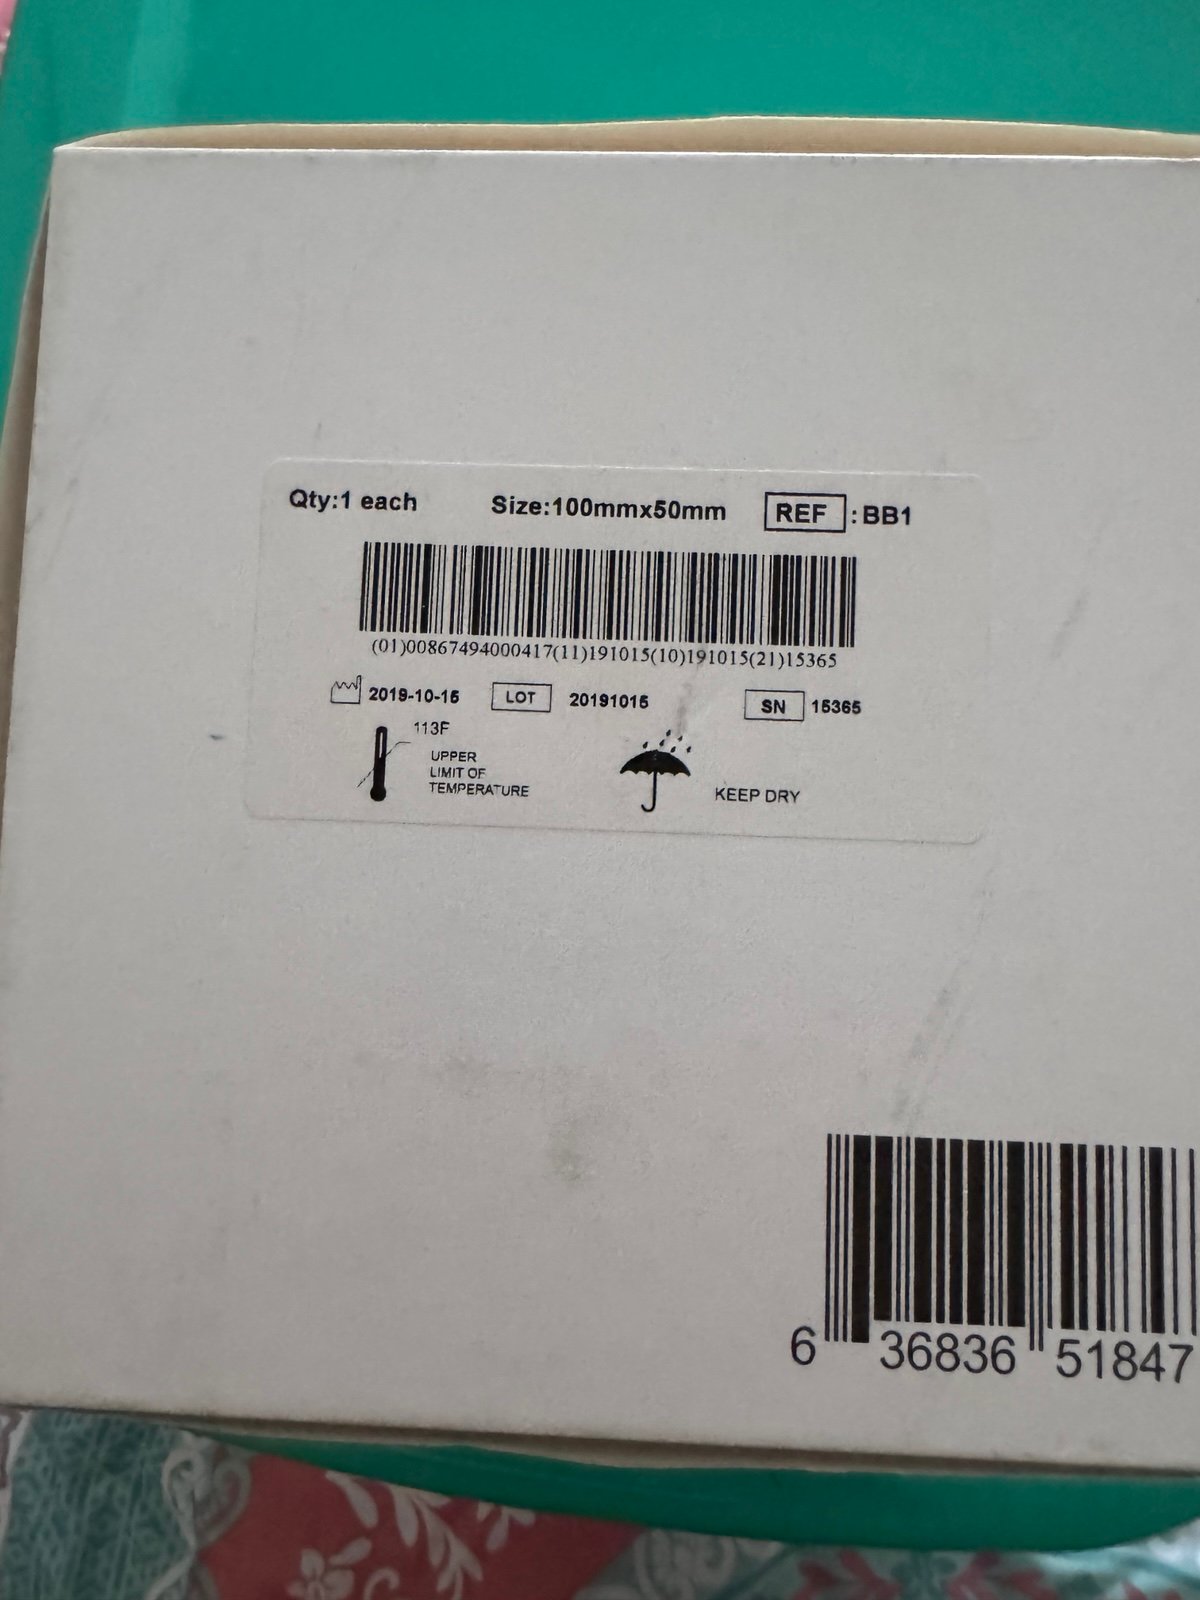 Qty:1 each Size:100mmx50mm REF : BB1
(01)00867494000417(11)191015(10)191015(21)15365
2019-10-15 LOT 20191015 SN 15365
113F
UPPER
LIMIT OF
TEMPERATURE
KEEP DRY
6 36836 51847